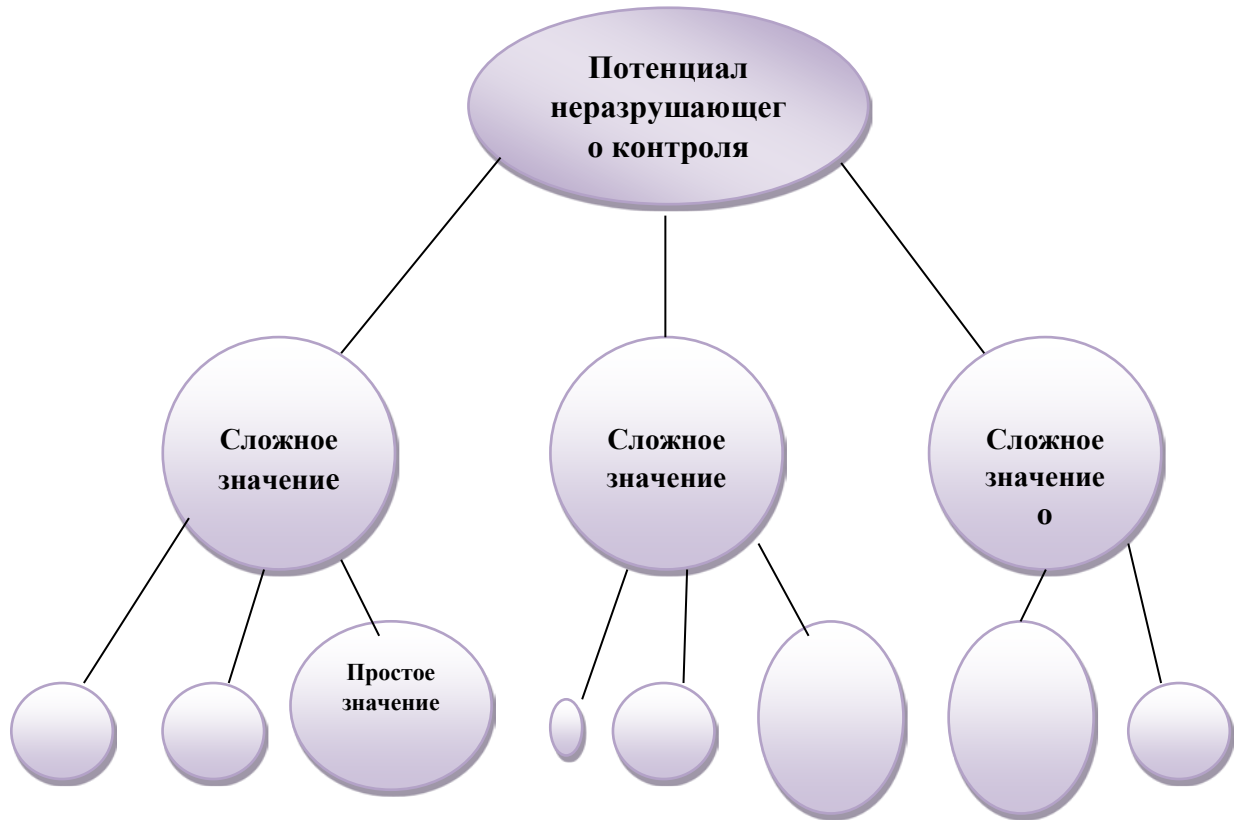 Потенциал
неразрушающег
о контроля
Сложное
значение
Сложное
значение
Сложное
значение
о
Простое
значение